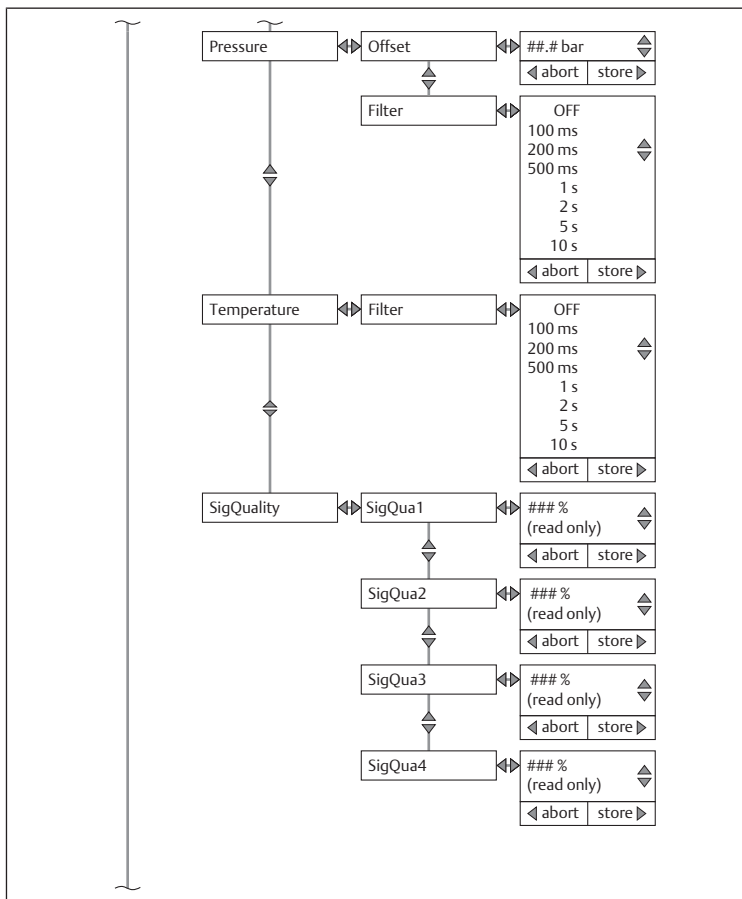 Pressure
Offset
##.# bar
abort store
Filter
OFF
100 ms
200 ms
500 ms
1 s
2 s
5 s
10 s
abort store
Temperature
Filter
OFF
100 ms
200 ms
500 ms
1 s
2 s
5 s
10 s
abort store
SigQuality
SigQua1
### %
(read only)
abort store
SigQua2
### %
(read only)
abort store
SigQua3
### %
(read only)
abort store
SigQua4
### %
(read only)
abort store